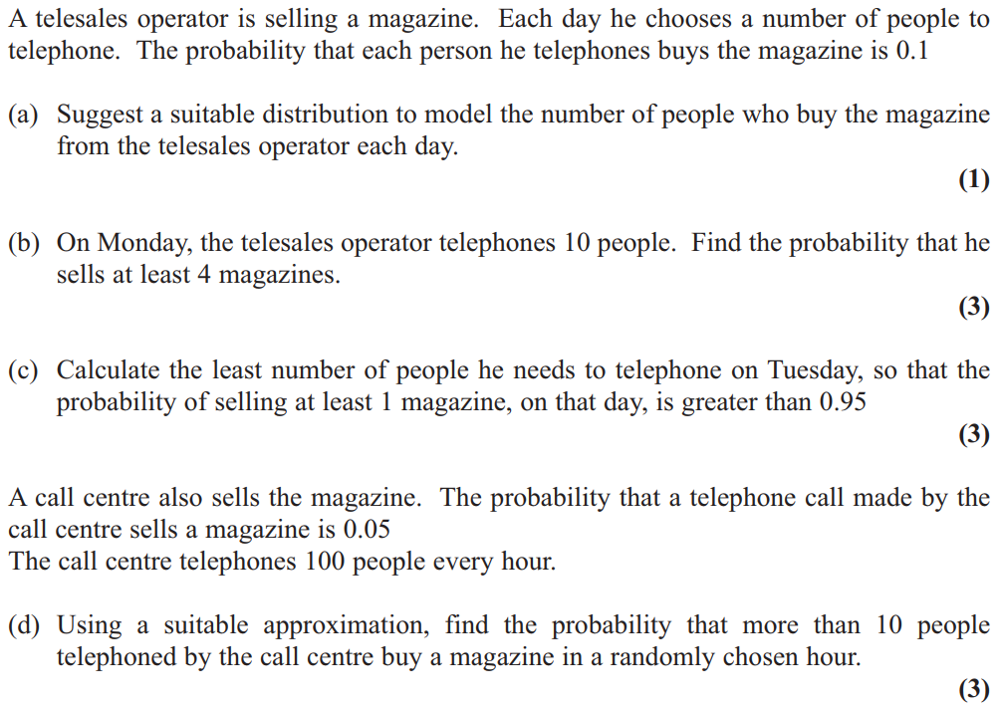 A telesales operator is selling a magazine. Each day he chooses a number of people to
telephone. The probability that each person he telephones buys the magazine is 0.1
(a) Suggest a suitable distribution to model the number of people who buy the magazine
from the telesales operator each day.
(1)
(b) On Monday, the telesales operator telephones 10 people. Find the probability that he
sells at least 4 magazines.
(3)
(c) Calculate the least number of people he needs to telephone on Tuesday, so that the
probability of selling at least 1 magazine, on that day, is greater than 0.95
(3)
A call centre also sells the magazine. The probability that a telephone call made by the
call centre sells a magazine is 0.05
The call centre telephones 100 people every hour.
(d) Using a suitable approximation, find the probability that more than 10 people
telephoned by the call centre buy a magazine in a randomly chosen hour.
(3)